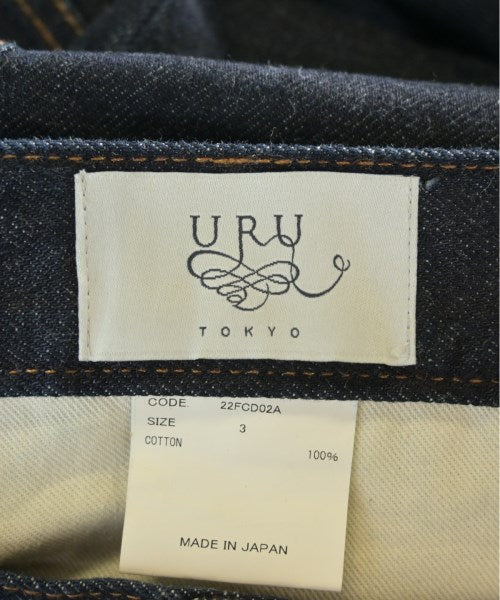 URU
TOKYO
CODE. 22FCD02A
SIZE 3
COTTON
100%
MADE IN JAPAN